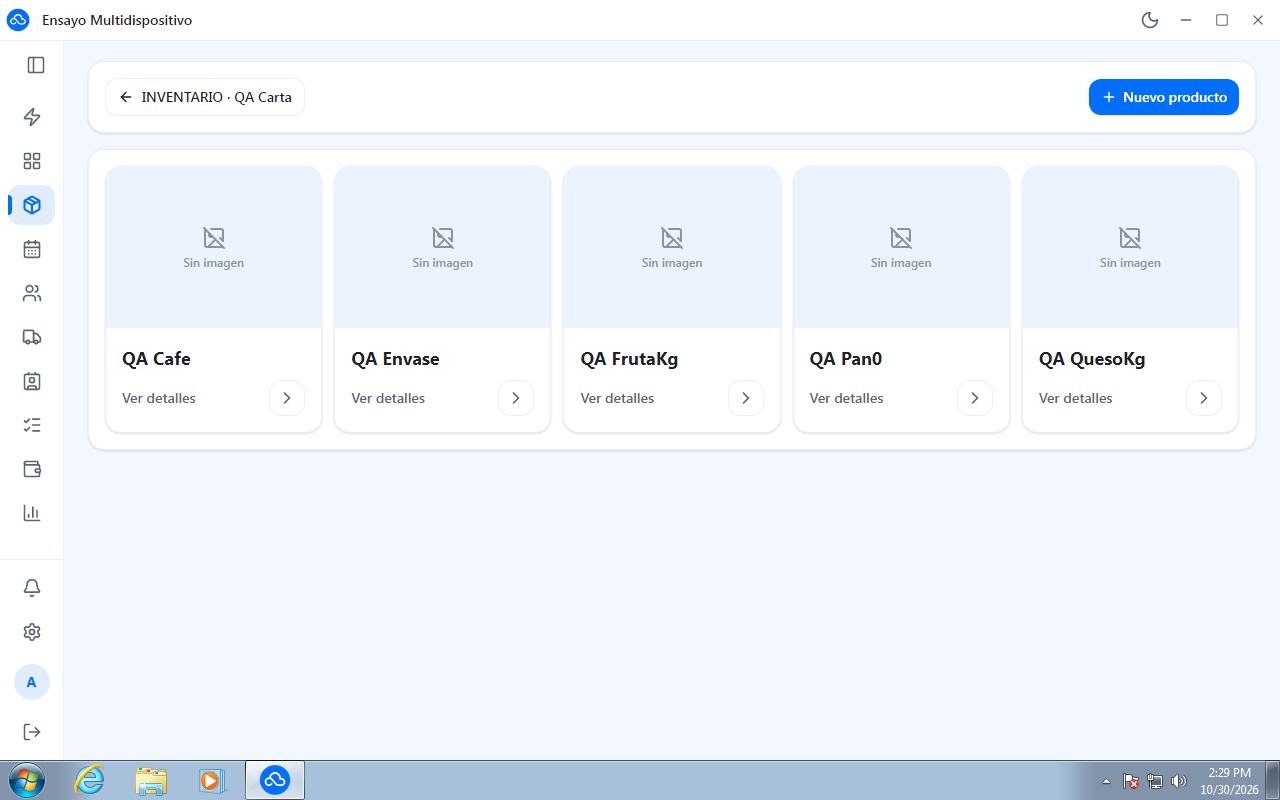 Ensayo Multidispositivo
INVENTARIO · QA Carta
Nuevo producto
Sin imagen
Sin imagen
Sin imagen
Sin imagen
Sin imagen
QA Cafe
QA Envase
QA FrutaKg
QA Pan0
QA QuesoKg
Ver detalles
Ver detalles
Ver detalles
Ver detalles
Ver detalles
A
2:29 PM
10/30/2026